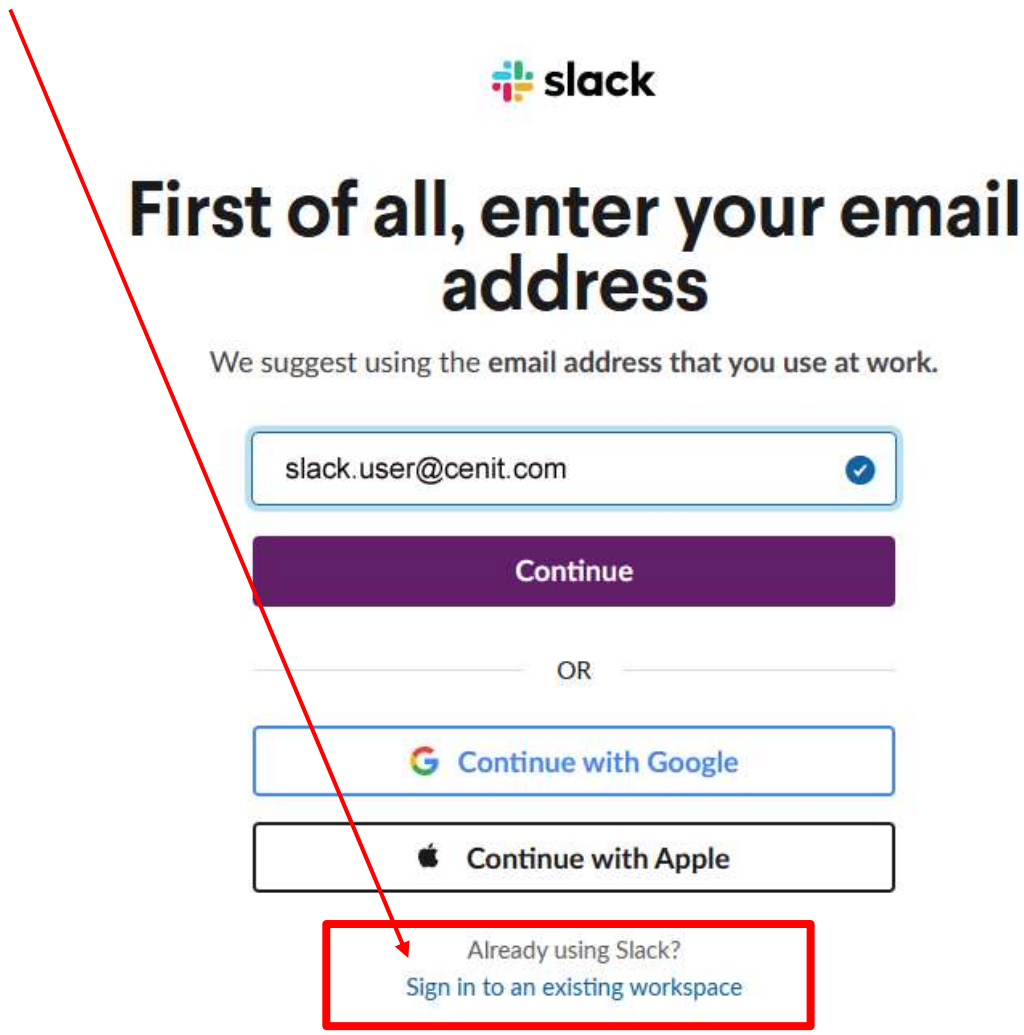 slack
First of all, enter your email
address
We suggest using the email address that you use at work.
slack.user@cenit.com
Continue
OR
Continue with Google
Continue with Apple
Already using Slack?
Sign in to an existing workspace